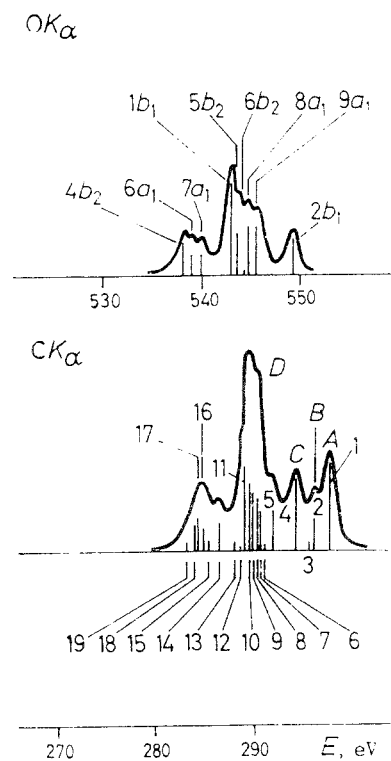 OKα
6b₂
5b₂ 8a₁
1b₁ 9a₁
6a₁ 7a₁
4b₂ 2b₁
530 540 550
CKα
D
16 B
17 C A
11 1
5 4 2
3
19 18 15 14 13 12 10 9 8 7 6
270 280 290 E, eV